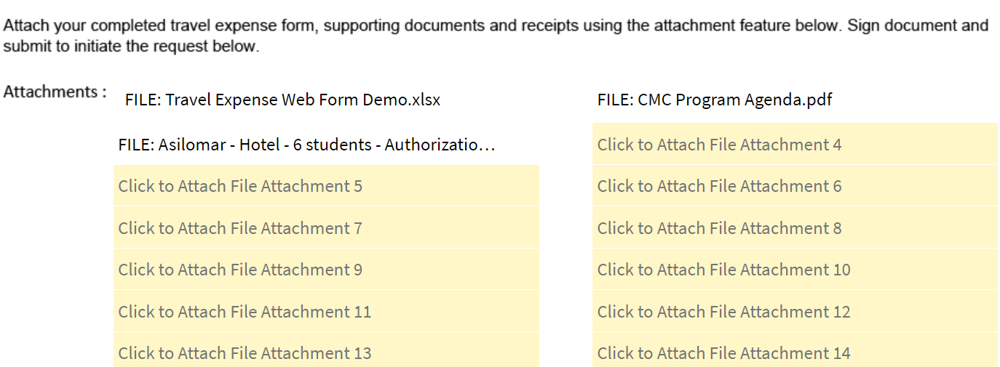 Attach your completed travel expense form, supporting documents and receipts using the attachment feature below. Sign document and
submit to initiate the request below.
Attachments :
FILE: Travel Expense Web Form Demo.xlsx
FILE: CMC Program Agenda.pdf
FILE: Asilomar - Hotel - 6 students - Authorizatio...
Click to Attach File Attachment 4
Click to Attach File Attachment 5
Click to Attach File Attachment 6
Click to Attach File Attachment 7
Click to Attach File Attachment 8
Click to Attach File Attachment 9
Click to Attach File Attachment 10
Click to Attach File Attachment 11
Click to Attach File Attachment 12
Click to Attach File Attachment 13
Click to Attach File Attachment 14